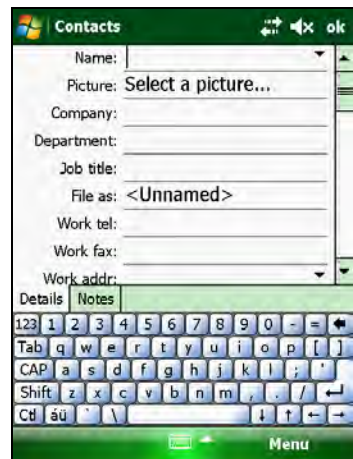 Contacts ok
Name:
Picture: Select a picture...
Company:
Department:
Job title:
File as: <Unnamed>
Work tel:
Work fax:
Work addr:
Details Notes
123 1 2 3 4 5 6 7 8 9 0 - =
Tab q w e r t y u i o p [ ]
CAP a s d f g h j k l ; '
Shift z x c v b n m , . /
Ctl áü ` \
Menu